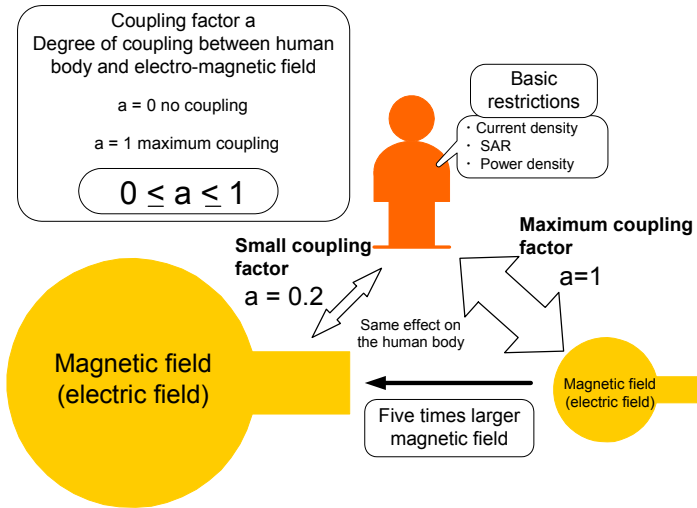 Coupling factor a
Degree of coupling between human
body and electro-magnetic field
a = 0 no coupling
a = 1 maximum coupling
0 ≤ a ≤ 1
Basic
restrictions
・ Current density
・ SAR
・ Power density
Small coupling
factor
a = 0.2
Maximum coupling
factor
a=1
Same effect on
the human body
Magnetic field
(electric field)
Magnetic field
(electric field)
Five times larger
magnetic field